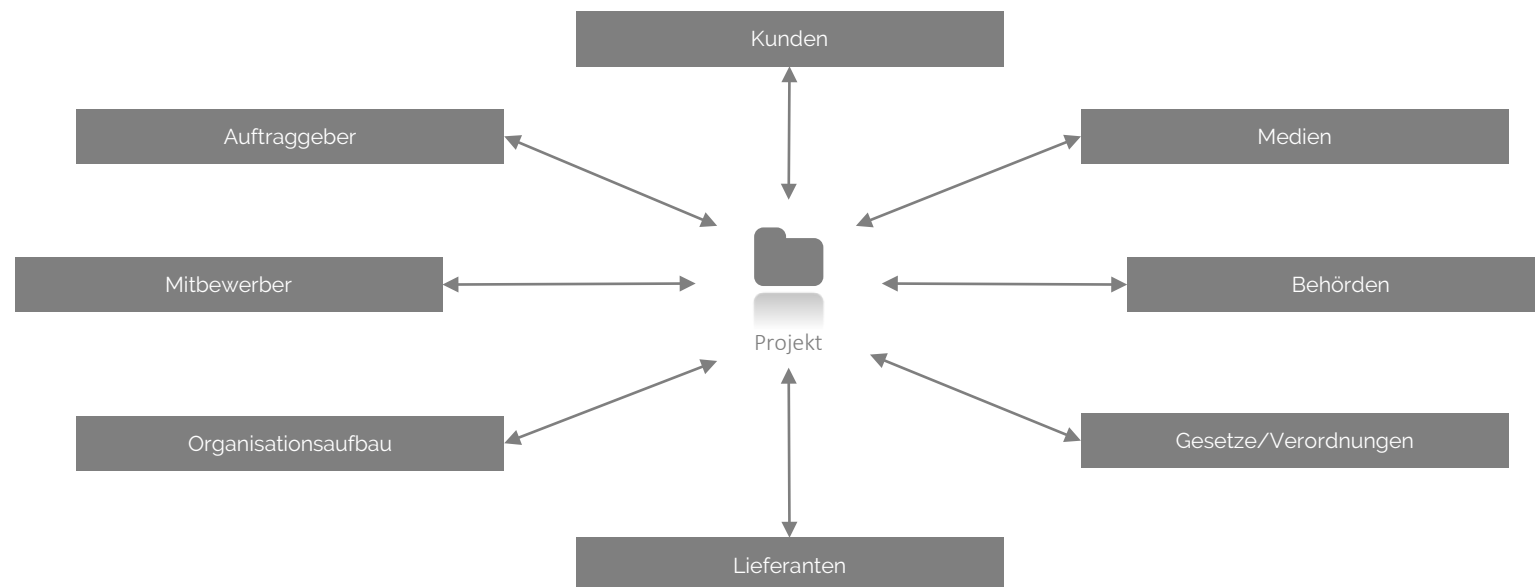 Kunden
Auftraggeber
Medien
Mitbewerber
Behörden
Projekt
Organisationsaufbau
Gesetze/Verordnungen
Lieferanten